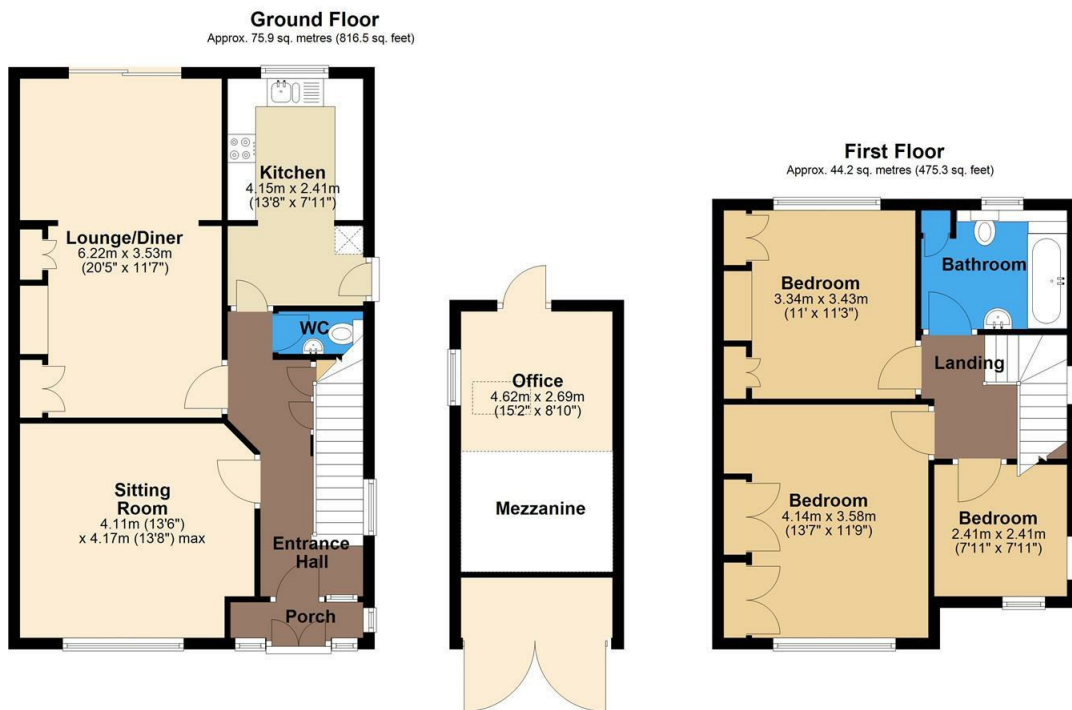 Ground Floor
Approx. 75.9 sq. metres (816.5 sq. feet)
Kitchen
4.15m x 2.41m
(13'8" x 7'11")
Lounge/Diner
6.22m x 3.53m
(20'5" x 11'7")
WC
Sitting
Room
4.11m (13'6")
x 4.17m (13'8") max
Entrance
Hall
Porch
Office
4.62m x 2.69m
(15'2" x 8'10")
Mezzanine
First Floor
Approx. 44.2 sq. metres (475.3 sq. feet)
Bedroom
3.34m x 3.43m
(11' x 11'3")
Bathroom
Landing
Bedroom
4.14m x 3.58m
(13'7" x 11'9")
Bedroom
2.41m x 2.41m
(7'11" x 7'11")